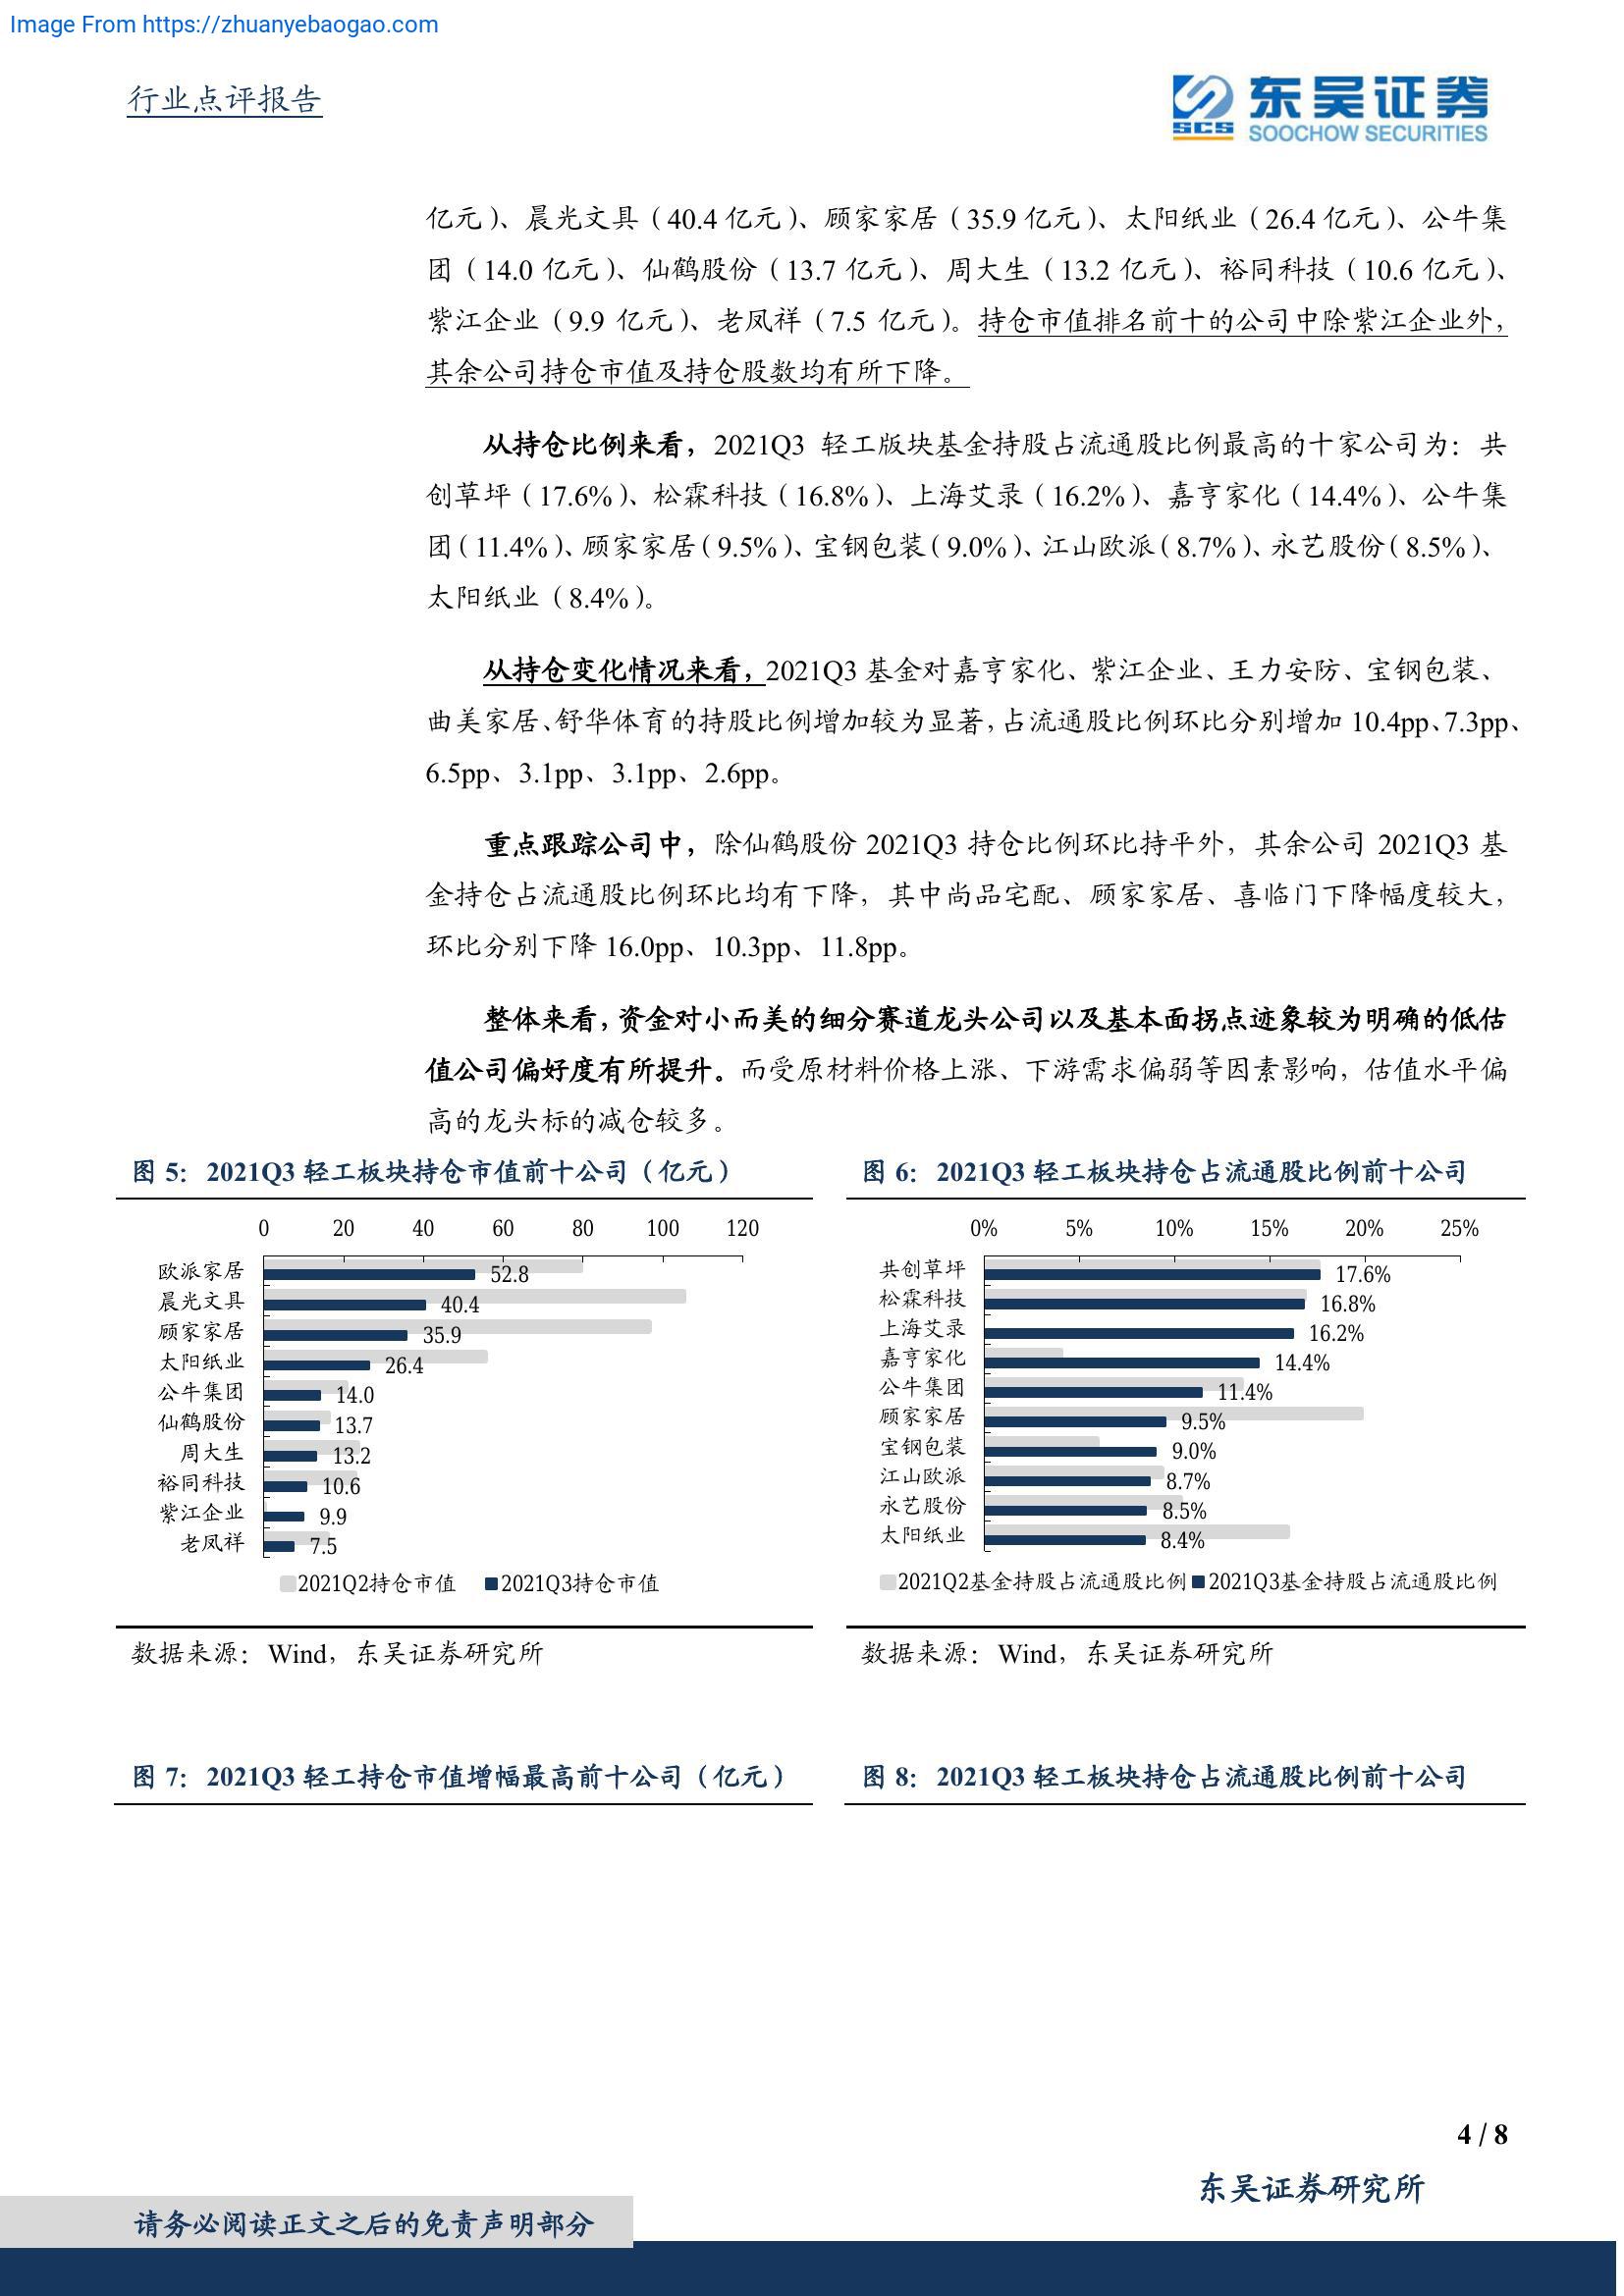 Image From https://zhuanyebaogao.com
行业点评报告
SCS
东吴证券
SOOCHOW SECURITIES
亿元）、晨光文具（40.4 亿元）、顾家家居（35.9 亿元）、太阳纸业（26.4 亿元）、公牛集
团（14.0 亿元）、仙鹤股份（13.7 亿元）、周大生（13.2 亿元）、裕同科技（10.6 亿元）、
紫江企业（9.9 亿元）、老凤祥（7.5 亿元）。持仓市值排名前十的公司中除紫江企业外，
其余公司持仓市值及持仓股数均有所下降。
从持仓比例来看，2021Q3 轻工版块基金持股占流通股比例最高的十家公司为：共
创草坪（17.6%）、松霖科技（16.8%）、上海艾录（16.2%）、嘉亨家化（14.4%）、公牛集
团（11.4%）、顾家家居（9.5%）、宝钢包装（9.0%）、江山欧派（8.7%）、永艺股份（8.5%）、
太阳纸业（8.4%）。
从持仓变化情况来看，2021Q3 基金对嘉亨家化、紫江企业、王力安防、宝钢包装、
曲美家居、舒华体育的持股比例增加较为显著，占流通股比例环比分别增加 10.4pp、7.3pp、
6.5pp、3.1pp、3.1pp、2.6pp。
重点跟踪公司中，除仙鹤股份 2021Q3 持仓比例环比持平外，其余公司 2021Q3 基
金持仓占流通股比例环比均有下降，其中尚品宅配、顾家家居、喜临门下降幅度较大，
环比分别下降 16.0pp、10.3pp、11.8pp。
整体来看，资金对小而美的细分赛道龙头公司以及基本面拐点迹象较为明确的低估
值公司偏好度有所提升。而受原材料价格上涨、下游需求偏弱等因素影响，估值水平偏
高的龙头标的减仓较多。
图 5：2021Q3 轻工板块持仓市值前十公司（亿元）
0 20 40 60 80 100 120
欧派家居 52.8
晨光文具 40.4
顾家家居 35.9
太阳纸业 26.4
公牛集团 14.0
仙鹤股份 13.7
周大生 13.2
裕同科技 10.6
紫江企业 9.9
老凤祥 7.5
2021Q2持仓市值 2021Q3持仓市值
数据来源：Wind，东吴证券研究所
图 6：2021Q3 轻工板块持仓占流通股比例前十公司
0% 5% 10% 15% 20% 25%
共创草坪 17.6%
松霖科技 16.8%
上海艾录 16.2%
嘉亨家化 14.4%
公牛集团 11.4%
顾家家居 9.5%
宝钢包装 9.0%
江山欧派 8.7%
永艺股份 8.5%
太阳纸业 8.4%
2021Q2基金持股占流通股比例 2021Q3基金持股占流通股比例
数据来源：Wind，东吴证券研究所
图 7：2021Q3 轻工持仓市值增幅最高前十公司（亿元）
图 8：2021Q3 轻工板块持仓占流通股比例前十公司
4 / 8
东吴证券研究所
请务必阅读正文之后的免责声明部分